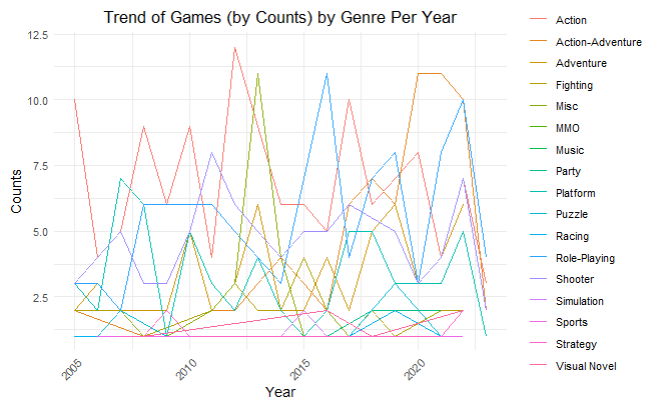 Trend of Games (by Counts) by Genre Per Year
12.5
10.0
7.5
5.0
2.5
Counts
2005
2010
2015
2020
Year
Action
Action-Adventure
Adventure
Fighting
Misc
MMO
Music
Party
Platform
Puzzle
Racing
Role-Playing
Shooter
Simulation
Sports
Strategy
Visual Novel